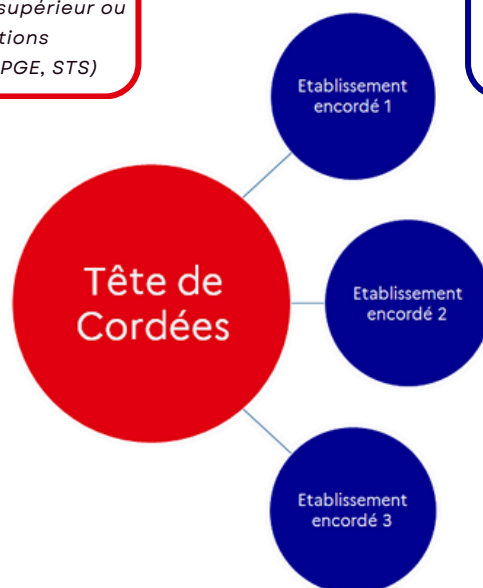 supérieur ou
tions
PGE, STS)
Etablissement
encordé 1
Tête de
Cordées
Etablissement
encordé 2
Etablissement
encordé 3